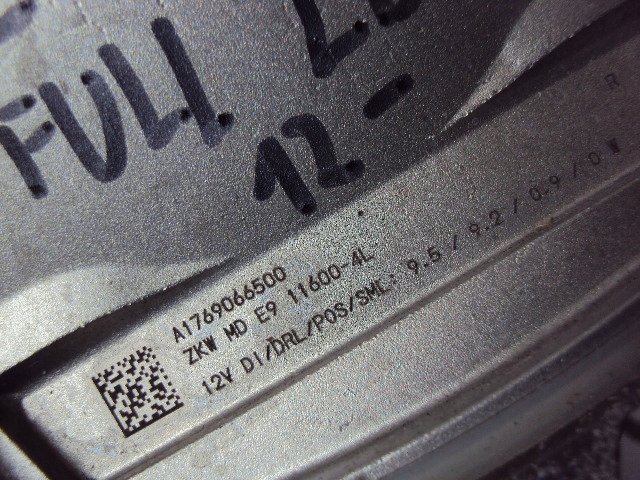 FULL
12-
A1769066500
ZKW MD E9 11600-4L
12V DI/DRL/POS/SML: 9.5 / 9.2 / 0.9 / 0 W
R